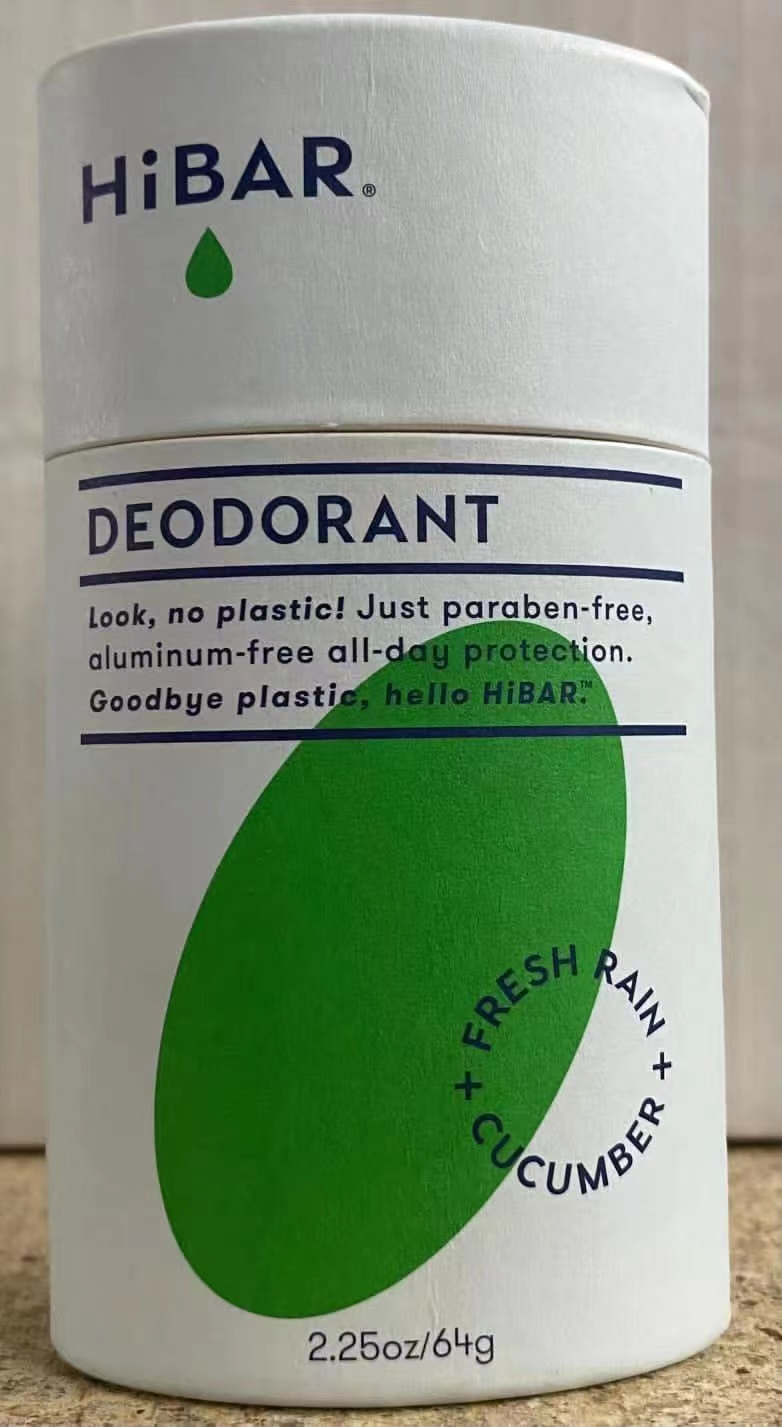 HiBAR®
DEODORANT
Look, no plastic! Just paraben-free,
aluminum-free all-day protection.
Goodbye plastic, hello HiBAR.™
+ FRESH RAIN +
CUCUMBER
2.25oz/64g